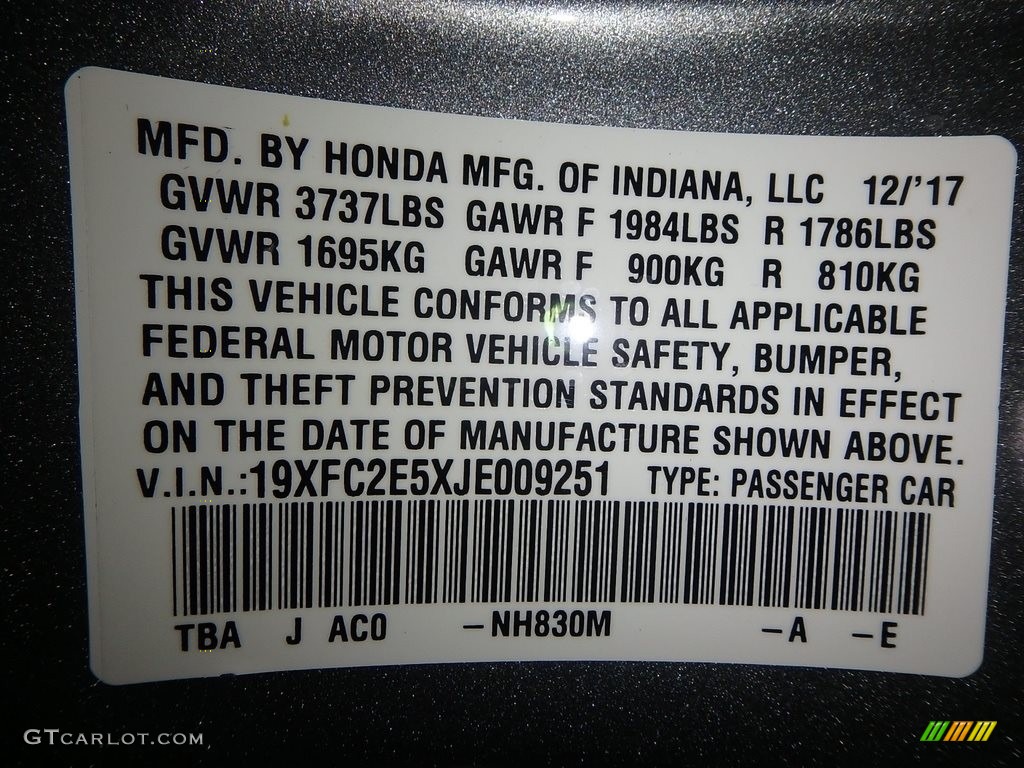 MFD. BY HONDA MFG. OF INDIANA, LLC 12/'17
GVWR 3737LBS GAWR F 1984LBS R 1786LBS
GVWR 1695KG GAWR F 900KG R 810KG
THIS VEHICLE CONFORMS TO ALL APPLICABLE
FEDERAL MOTOR VEHICLE SAFETY, BUMPER,
AND THEFT PREVENTION STANDARDS IN EFFECT
ON THE DATE OF MANUFACTURE SHOWN ABOVE.
V.I.N.:19XFC2E5XJE009251 TYPE: PASSENGER CAR
TBA J AC0 -NH830M -A -E
GTCARLOT.COM